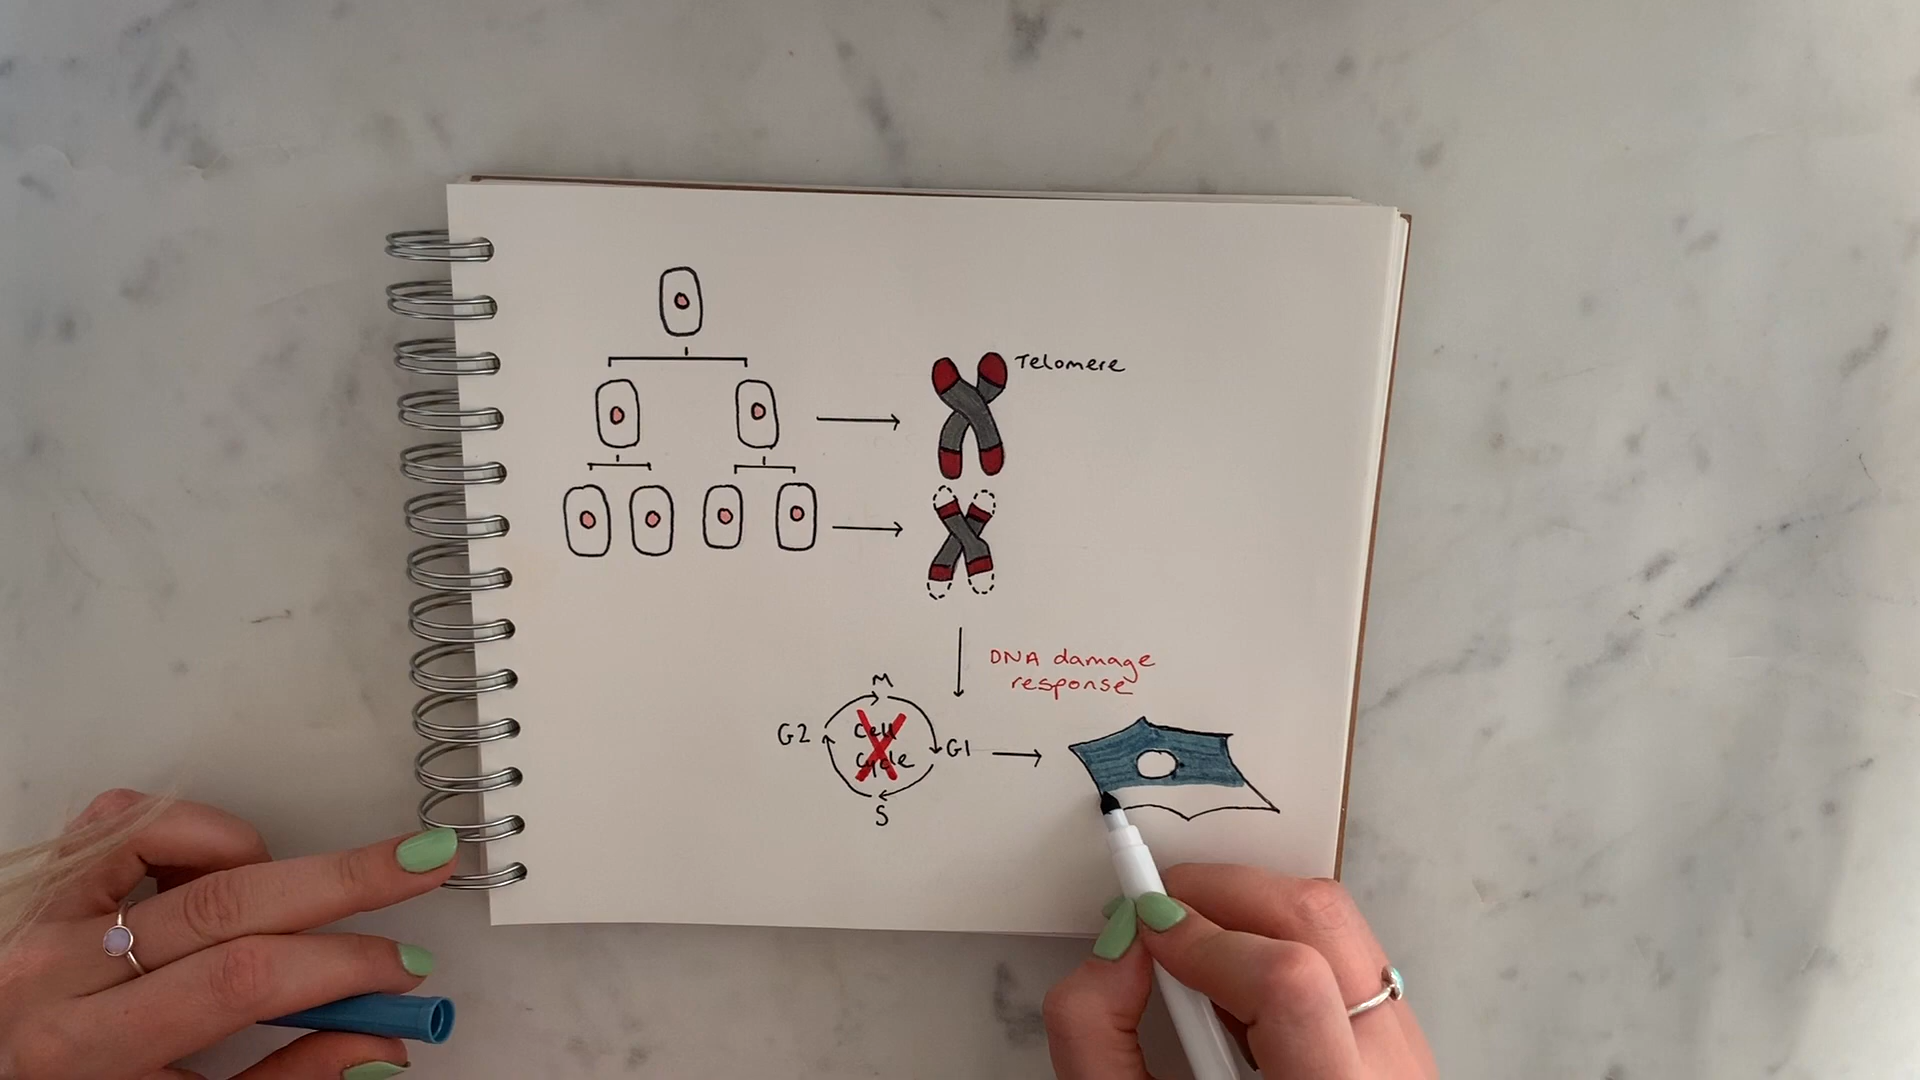 Telomere
DNA damage
response
M
G2
Cell
Cycle
G1
S